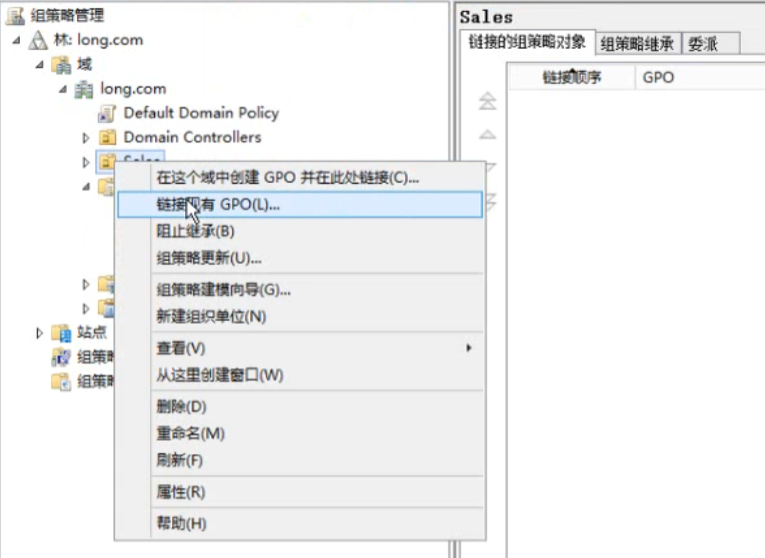 组策略管理
林: long.com
域
long.com
Default Domain Policy
Domain Controllers
Sales
站点
组策略
组策略
在这个域中创建 GPO 并在此处链接(C)...
链接现有 GPO(L)...
阻止继承(B)
组策略更新(U)...
组策略建模向导(G)...
新建组织单位(N)
查看(V)
从这里创建窗口(W)
删除(D)
重命名(M)
刷新(F)
属性(R)
帮助(H)
Sales
链接的组策略对象 组策略继承 委派
链接顺序 GPO